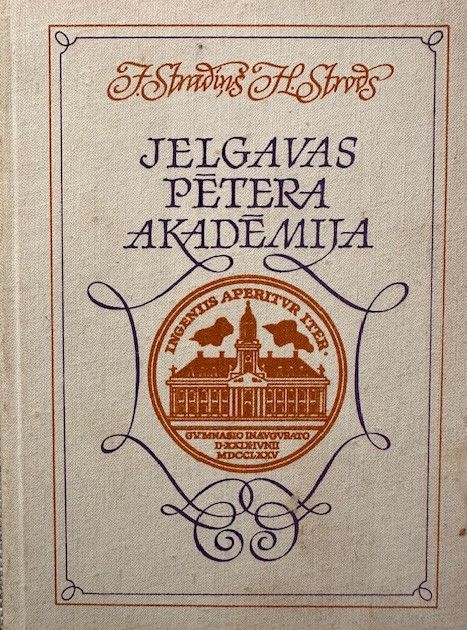 J. Stradiņš H. Strods
JELGAVAS
PĒTERA
AKADĒMIJA
INGENIIS APERITVR ITER·
GYMNASIO INAVGVRATO
D·XXIX·IVNII
MDCCLXXV